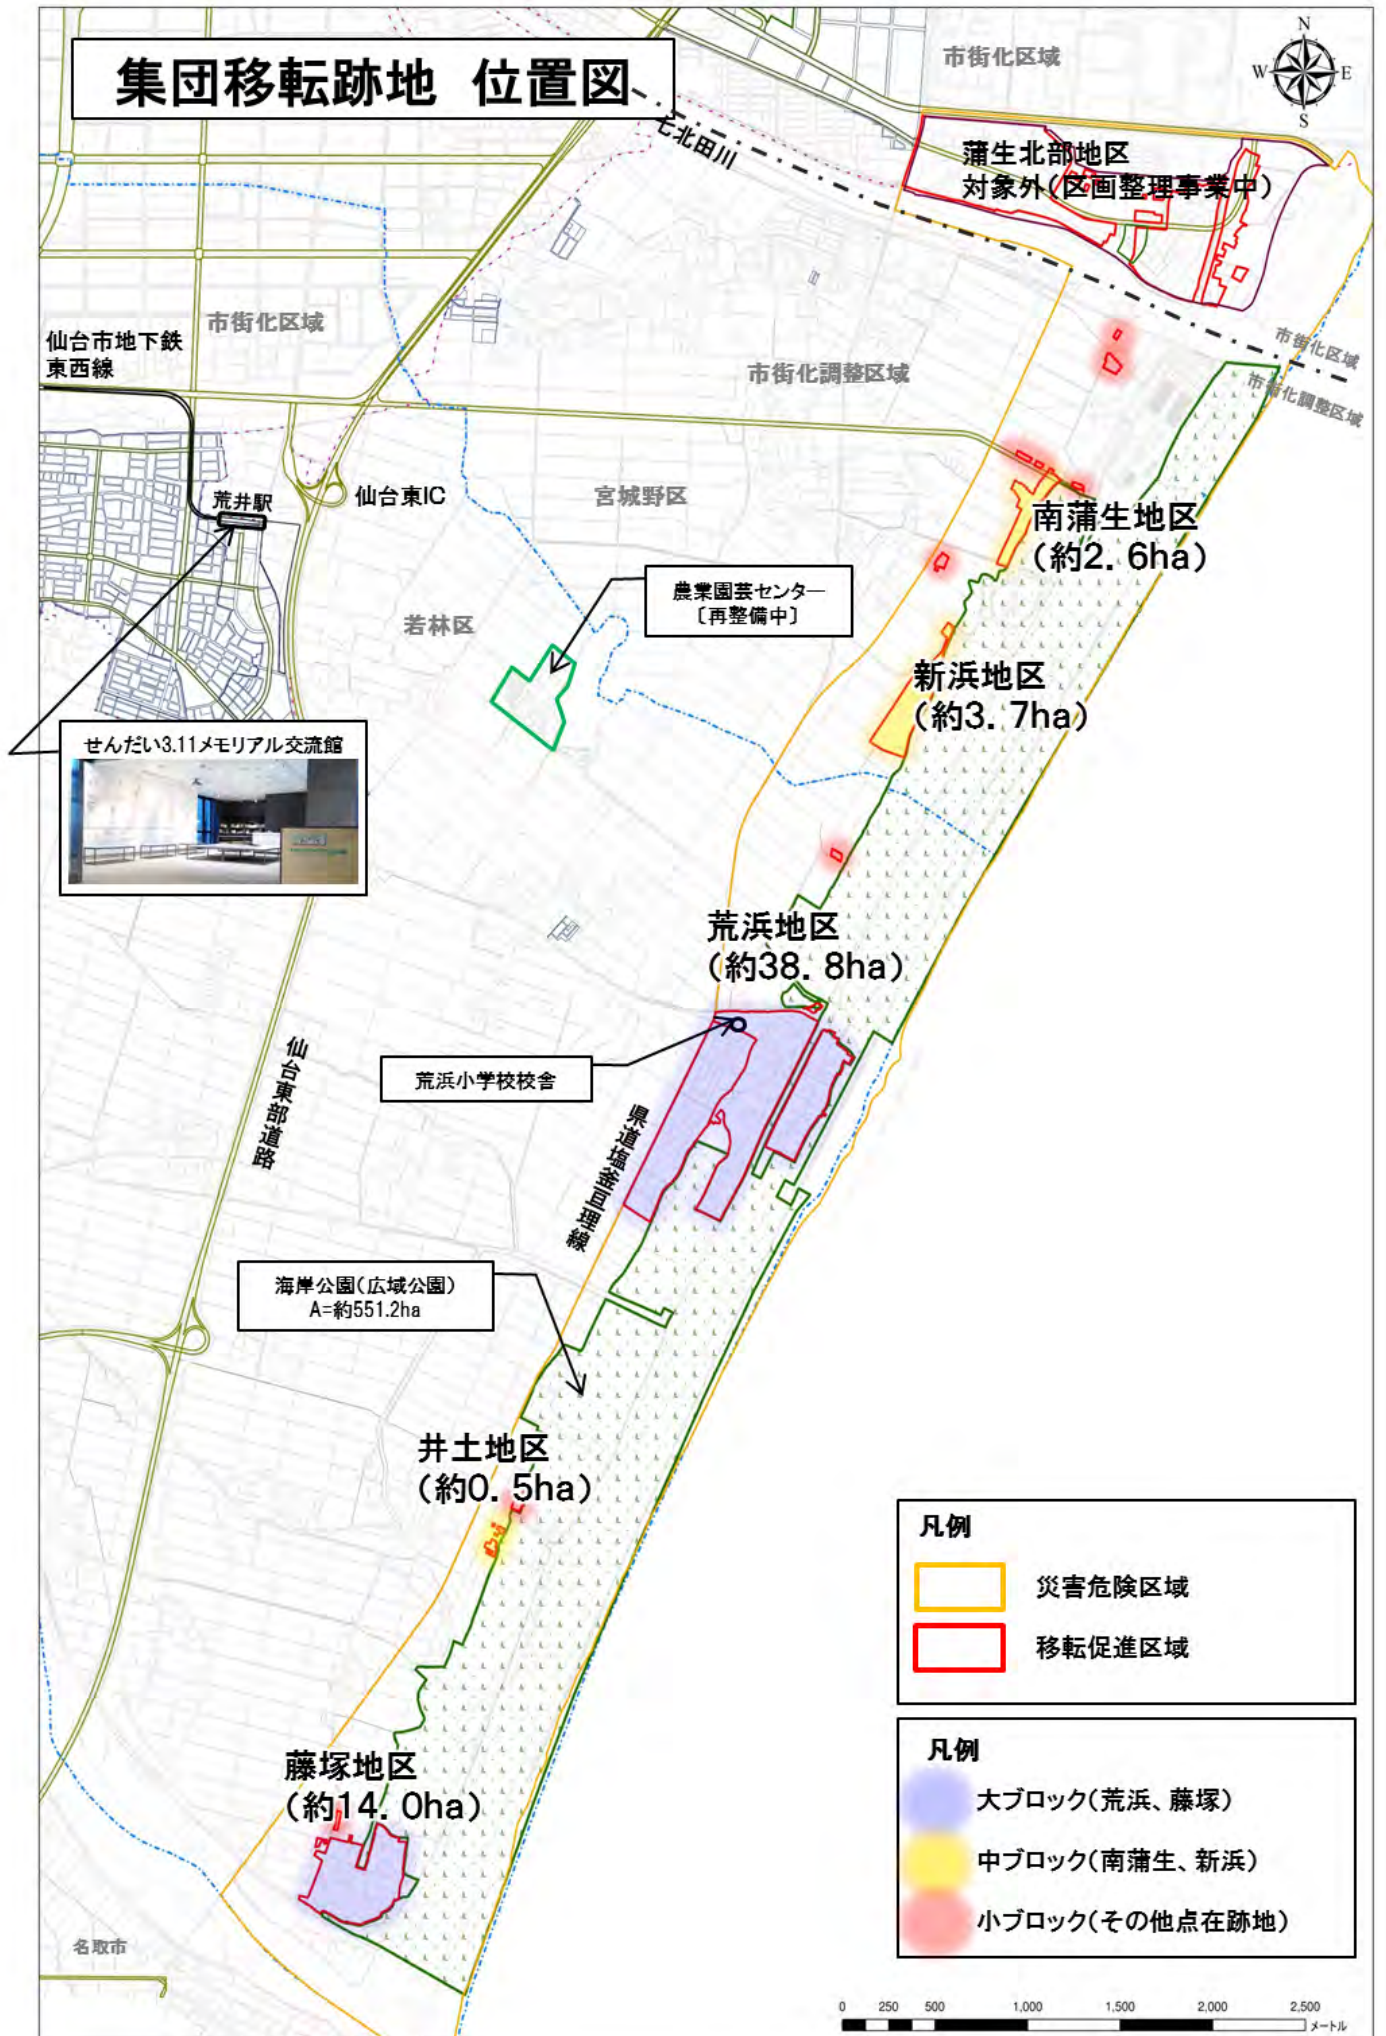 集団移転跡地 位置図
市街化区域
N
W
E
S
七北田川
蒲生北部地区
対象外(区画整理事業中)
市街化区域
仙台市地下鉄
東西線
市街化調整区域
市街化区域
市街化調整区域
荒井駅
仙台東IC
宮城野区
南蒲生地区
(約2.6ha)
農業園芸センター
〔再整備中〕
若林区
新浜地区
(約3.7ha)
せんだい3.11メモリアル交流館
荒浜地区
(約38.8ha)
仙台東部道路
荒浜小学校校舎
県道塩釜亘理線
海岸公園(広域公園)
A=約551.2ha
井土地区
(約0.5ha)
凡例
災害危険区域
移転促進区域
藤塚地区
(約14.0ha)
凡例
大ブロック(荒浜、藤塚)
中ブロック(南蒲生、新浜)
小ブロック(その他点在跡地)
名取市
0 250 500 1,000 1,500 2,000 2,500
メートル